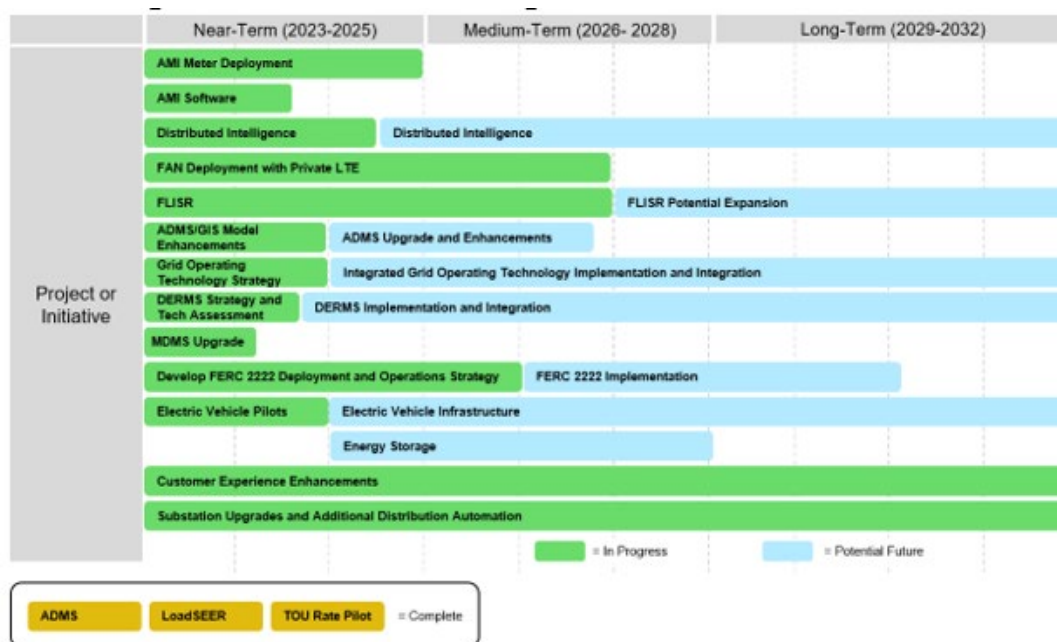 Near-Term (2023-2025) Medium-Term (2026- 2028) Long-Term (2029-2032)
Project or
Initiative
AMI Meter Deployment
AMI Software
Distributed Intelligence Distributed Intelligence
FAN Deployment with Private LTE
FLISR FLISR Potential Expansion
ADMS/GIS Model
Enhancements
ADMS Upgrade and Enhancements
Grid Operating
Technology Strategy
Integrated Grid Operating Technology Implementation and Integration
DERMS Strategy and
Tech Assessment
DERMS Implementation and Integration
MDMS Upgrade
Develop FERC 2222 Deployment and Operations Strategy FERC 2222 Implementation
Electric Vehicle Pilots Electric Vehicle Infrastructure
Energy Storage
Customer Experience Enhancements
Substation Upgrades and Additional Distribution Automation
= In Progress = Potential Future
ADMS LoadSEER TOU Rate Pilot = Complete